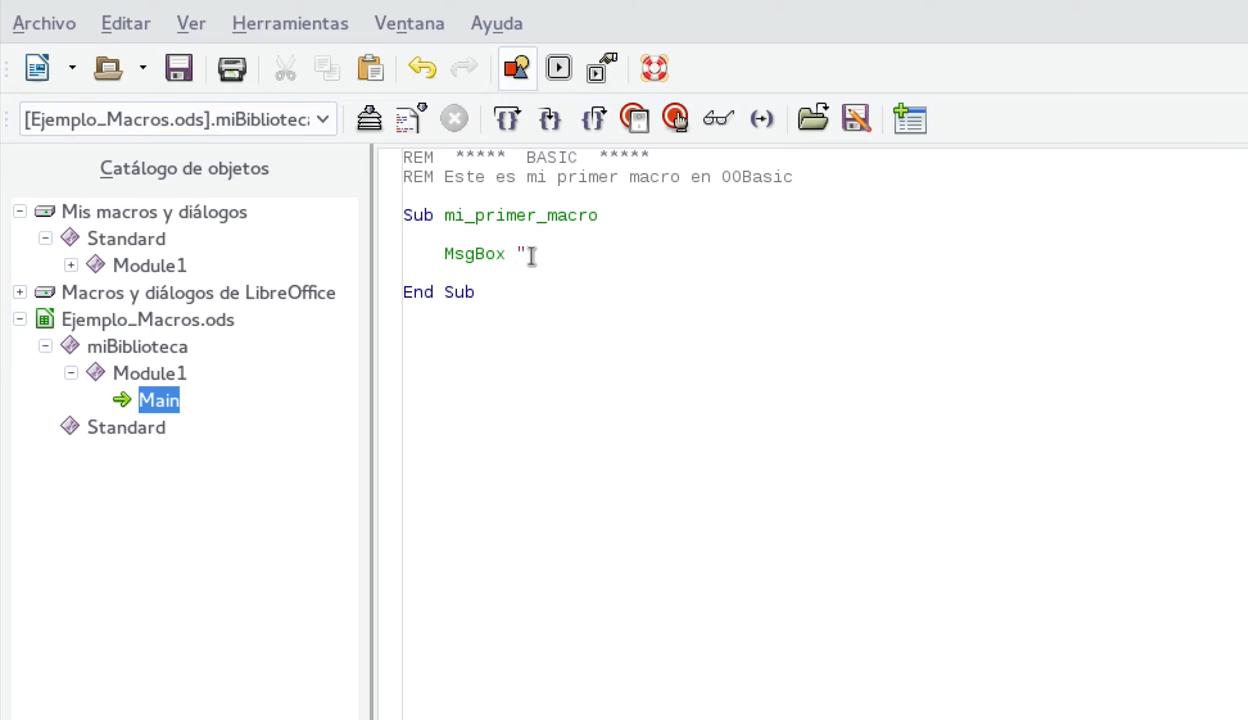 Archivo Editar Ver Herramientas Ventana Ayuda
[Ejemplo_Macros.ods].miBiblioteca
Catálogo de objetos
Mis macros y diálogos
Standard
Module1
Macros y diálogos de LibreOffice
Ejemplo_Macros.ods
miBiblioteca
Module1
Main
Standard
REM ***** BASIC *****
REM Este es mi primer macro en OOBasic
Sub mi_primer_macro
MsgBox "
End Sub